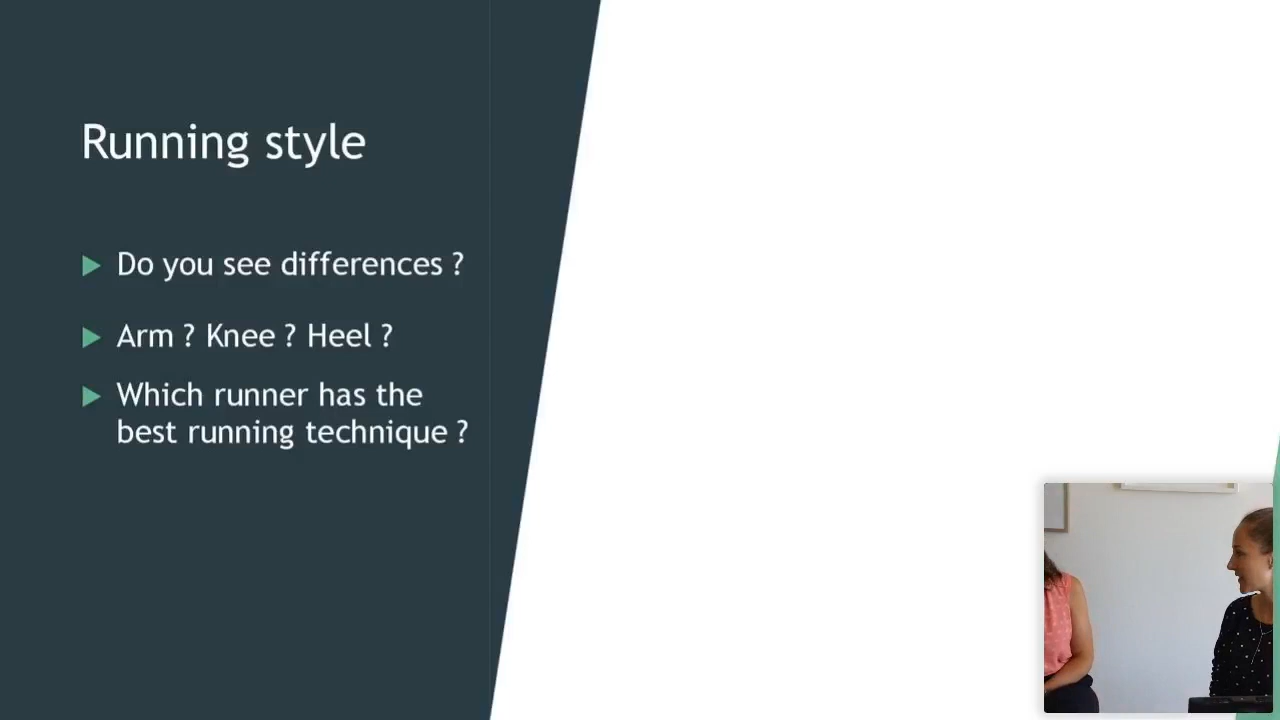 Running style
Do you see differences ?
Arm ? Knee ? Heel ?
Which runner has the
best running technique ?